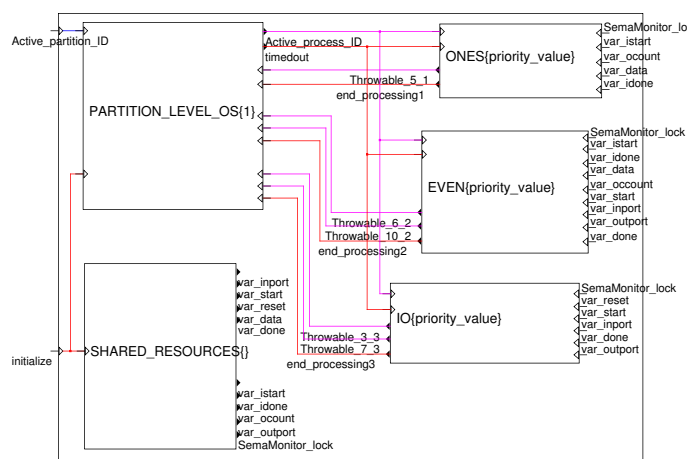 Active_partition_ID
initialize
PARTITION_LEVEL_OS{1}
Active_process_ID
timedout
Throwable_5_1
end_processing1
Throwable_6_2
Throwable_10_2
end_processing2
Throwable_3_3
Throwable_7_3
end_processing3
SHARED_RESOURCES{}
var_inport
var_start
var_reset
var_data
var_done
var_istart
var_idone
var_ocount
var_outport
SemaMonitor_lock
ONES{priority_value}
SemaMonitor_lo
var_istart
var_ocount
var_data
var_idone
EVEN{priority_value}
SemaMonitor_lock
var_istart
var_idone
var_data
var_occount
var_start
var_inport
var_outport
var_done
IO{priority_value}
SemaMonitor_lock
var_reset
var_start
var_inport
var_done
var_outport